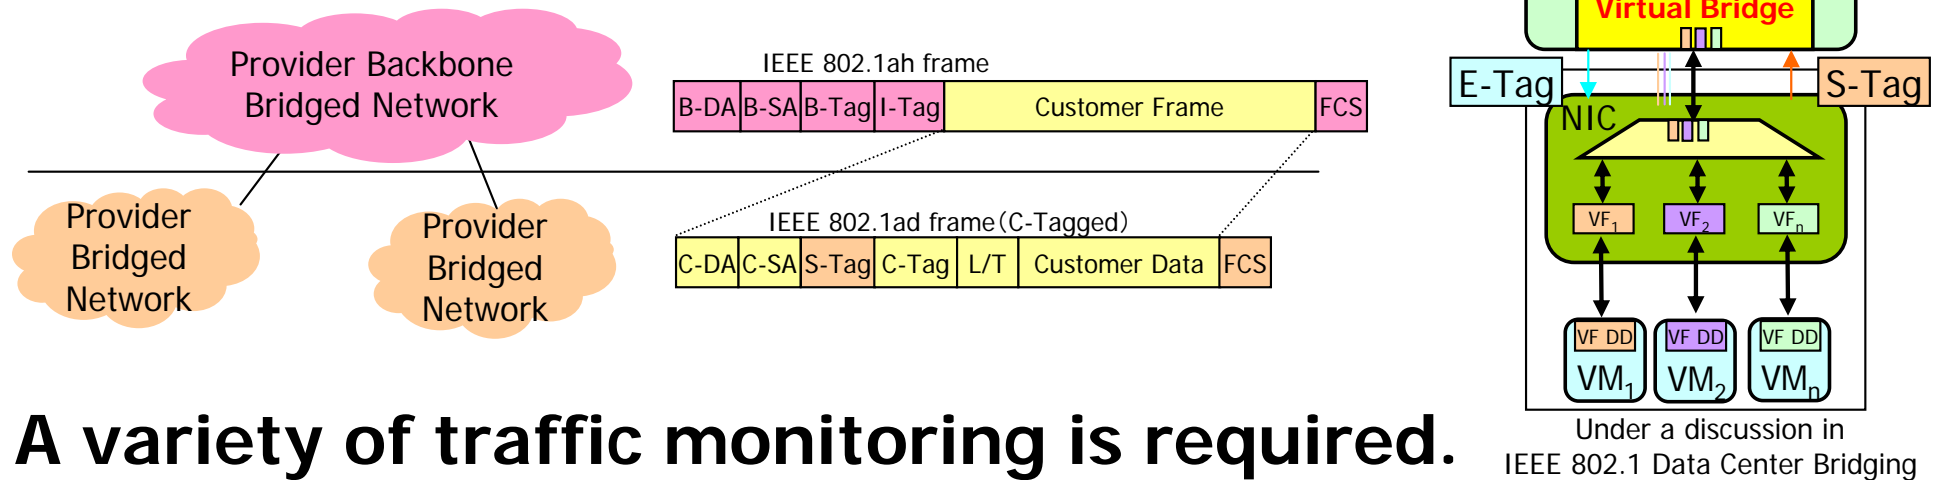 Provider Backbone
Bridged Network
Provider
Bridged
Network
Provider
Bridged
Network
IEEE 802.1ah frame
B-DA B-SA B-Tag I-Tag Customer Frame FCS
IEEE 802.1ad frame(C-Tagged)
C-DA C-SA S-Tag C-Tag L/T Customer Data FCS
A variety of traffic monitoring is required.
Virtual Bridge
E-Tag S-Tag
NIC
VF1 VF2 VFn
VF DD VF DD VF DD
VM1 VM2 VMn
Under a discussion in
IEEE 802.1 Data Center Bridging